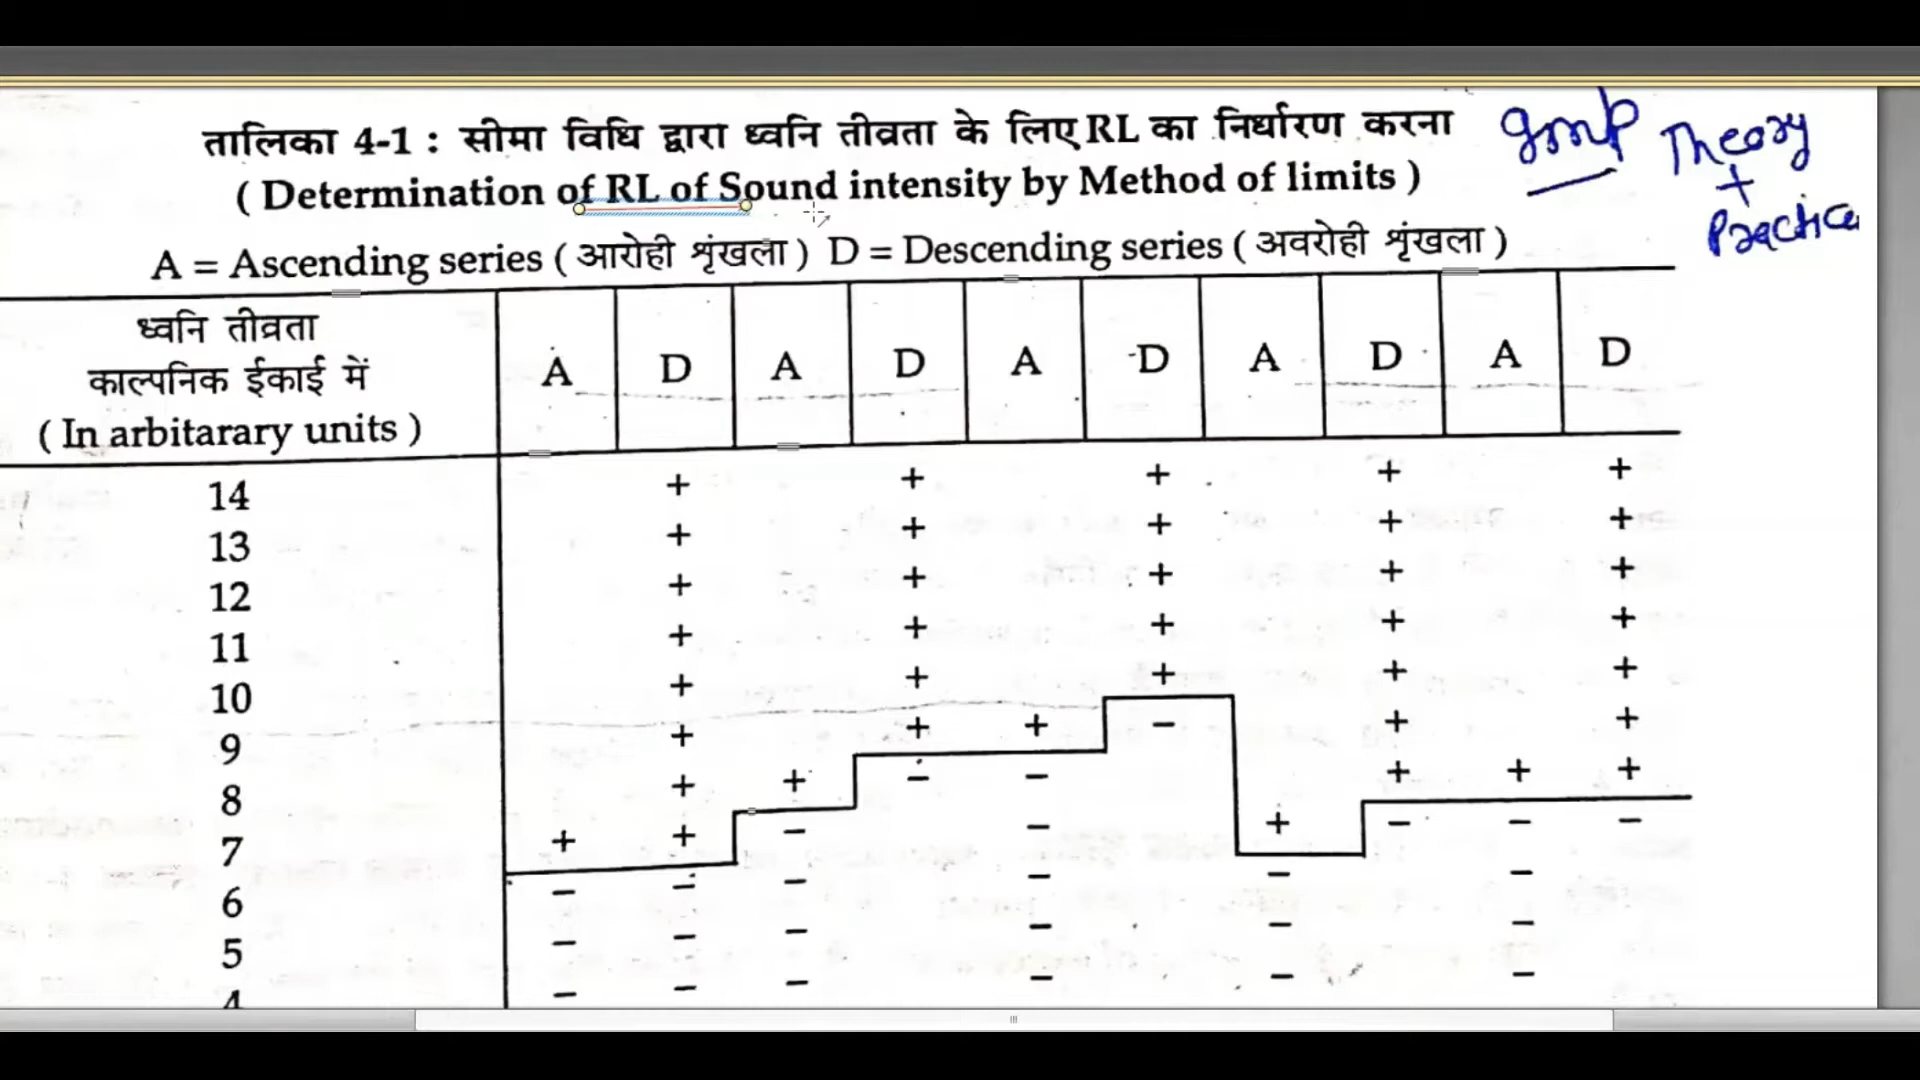 तालिका 4-1 : सीमा विधि द्वारा ध्वनि तीव्रता के लिए RL का निर्धारण करना
( Determination of RL of Sound intensity by Method of limits )
Imp
Theory
+
A = Ascending series ( आरोही श्रृंखला ) D = Descending series ( अवरोही श्रृंखला )
ध्वनि तीव्रता
काल्पनिक ईकाई में
( In arbitarary units )
A D A D A D A D A D
14 + + + + +
13 + + + + +
12 + + + + +
11 + + + + +
10 + + + + +
9 + + + − + +
8 + + − − + + +
7 + + − − + − − −
6 − − − − − −
5 − − − − − −
4 − − − − − −